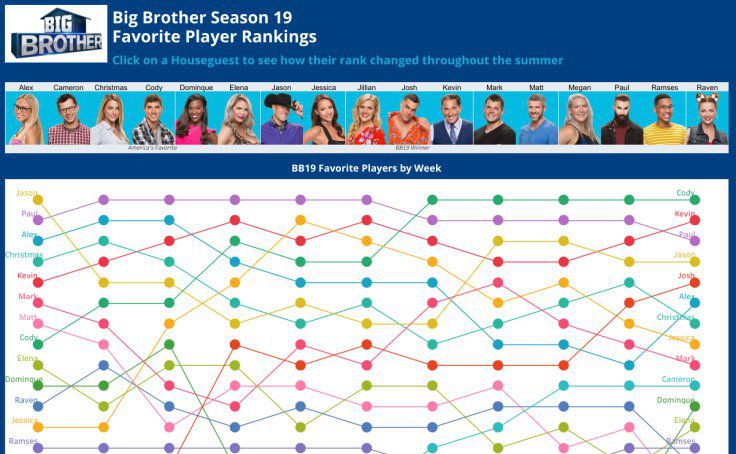 BIG
BROTHER
Big Brother Season 19
Favorite Player Rankings
Click on a Houseguest to see how their rank changed throughout the summer
Alex Cameron Christmas Cody Dominque Elena Jason Jessica Jillian Josh Kevin Mark Matt Megan Paul Ramses Raven
America's Favorite BB19 Winner
BB19 Favorite Players by Week
Jason Cody
Paul Kevin
Alex Paul
Christmas Jason
Kevin Josh
Mark Alex
Matt Christmas
Cody Jessica
Elena Mark
Dominque Cameron
Raven Dominque
Jessica Elena
Ramses